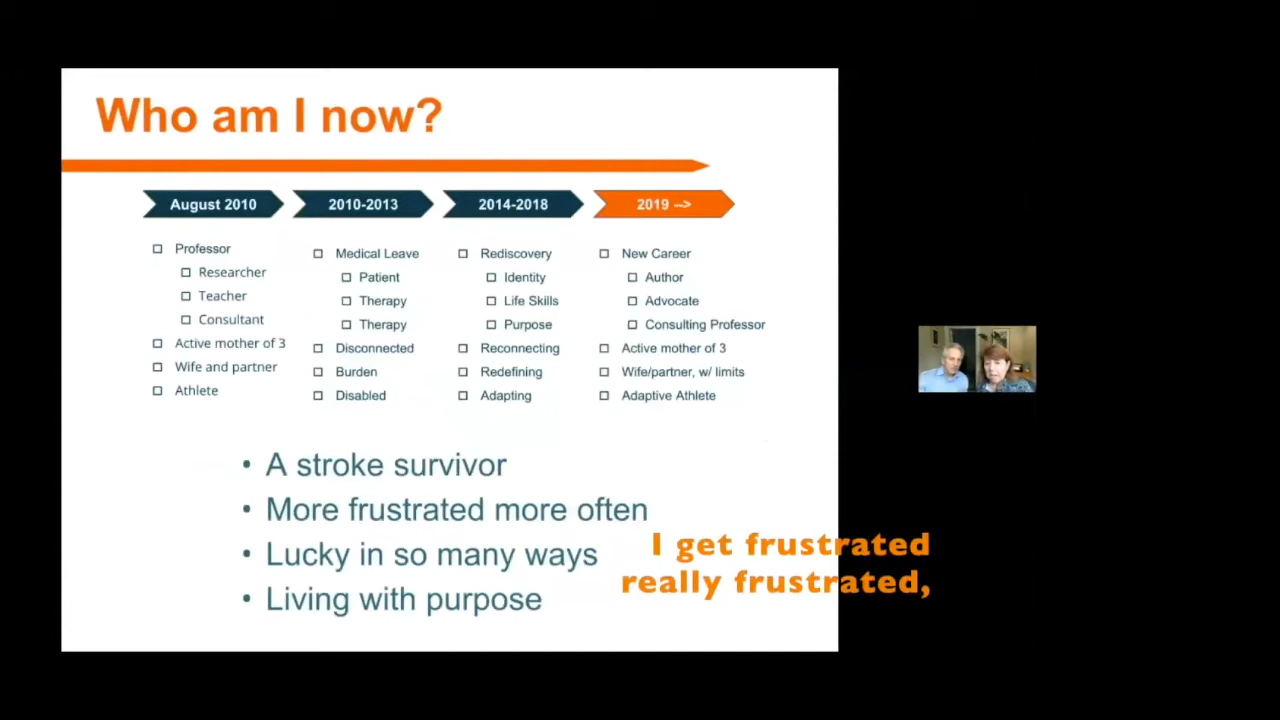 Who am I now?
August 2010
2010-2013
2014-2018
2019 -->
Professor
Researcher
Teacher
Consultant
Active mother of 3
Wife and partner
Athlete
Medical Leave
Patient
Therapy
Therapy
Disconnected
Burden
Disabled
Rediscovery
Identity
Life Skills
Purpose
Reconnecting
Redefining
Adapting
New Career
Author
Advocate
Consulting Professor
Active mother of 3
Wife/partner, w/ limits
Adaptive Athlete
• A stroke survivor
• More frustrated more often
• Lucky in so many ways
• Living with purpose
I get frustrated
really frustrated,